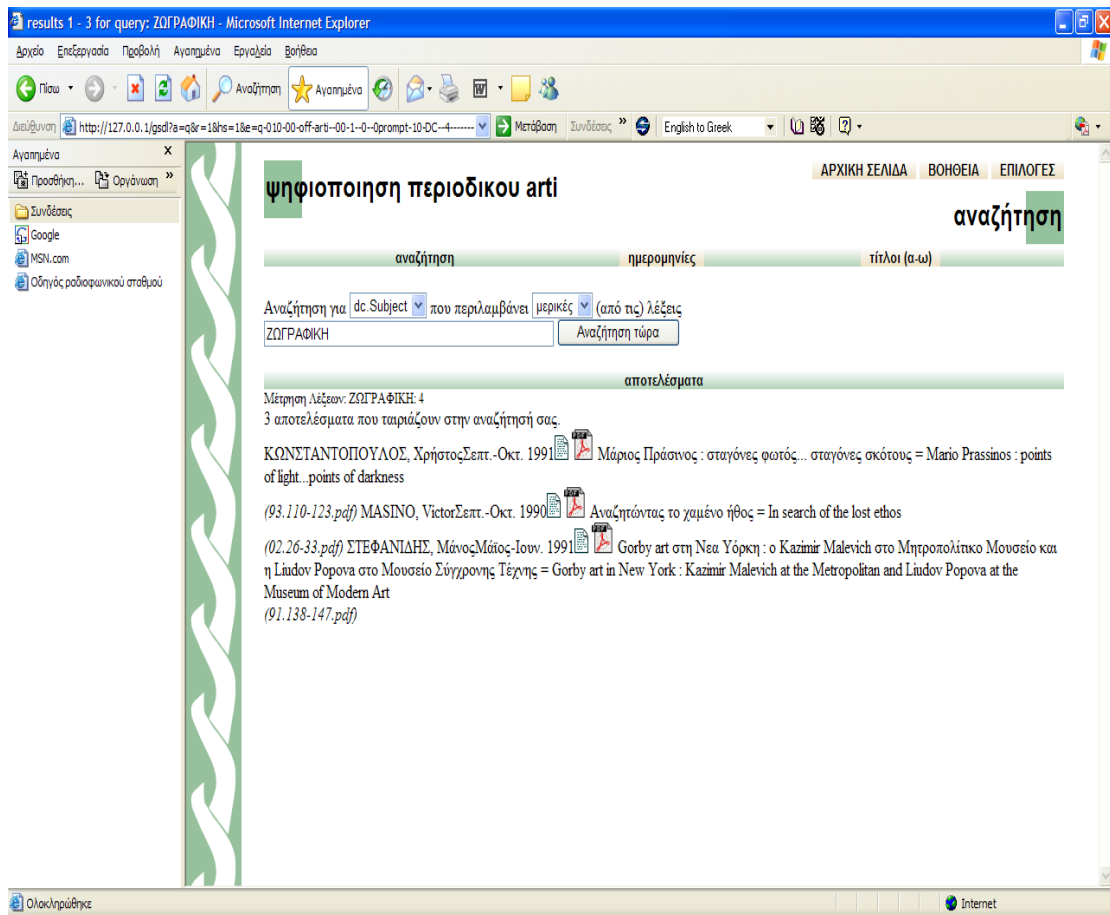 results 1 - 3 for query: ΖΩΓΡΑΦΙΚΗ - Microsoft Internet Explorer
Αρχείο Επεξεργασία Προβολή Αγαπημένα Εργαλεία Βοήθεια
Πίσω Αναζήτηση Αγαπημένα
Διεύθυνση http://127.0.0.1/gsdl?a=q&r=1&hs=1&e=q-010-00-off-arti--00-1--0--0prompt-10-DC--4------- Μετάβαση Συνδέσεις » English to Greek
Αγαπημένα x
Προσθήκη... Οργάνωση »
Συνδέσεις
Google
MSN.com
Οδηγός ραδιοφωνικού σταθμού
ΑΡΧΙΚΗ ΣΕΛΙΔΑ ΒΟΗΘΕΙΑ ΕΠΙΛΟΓΕΣ
ψηφιοποιηση περιοδικου arti
αναζήτηση
αναζήτηση ημερομηνίες τίτλοι (α-ω)
Αναζήτηση για dc.Subject που περιλαμβάνει μερικές (από τις) λέξεις
ΖΩΓΡΑΦΙΚΗ Αναζήτηση τώρα
αποτελέσματα
Μέτρηση Λέξεων: ΖΩΓΡΑΦΙΚΗ: 4
3 αποτελέσματα που ταιριάζουν στην αναζήτησή σας.
ΚΩΝΣΤΑΝΤΟΠΟΥΛΟΣ, ΧρήστοςΣεπτ.-Οκτ. 1991 PDF Μάριος Πράσινος : σταγόνες φωτός... σταγόνες σκότους = Mario Prassinos : points
of light...points of darkness
(93.110-123.pdf) MASINO, VictorΣεπτ.-Οκτ. 1990 PDF Αναζητώντας το χαμένο ήθος = In search of the lost ethos
(02.26-33.pdf) ΣΤΕΦΑΝΙΔΗΣ, ΜάνοςΜάϊος-Ιουν. 1991 PDF Gorby art στη Νεα Υόρκη : ο Kazimir Malevich στο Μητροπολίτικο Μουσείο και
η Liudov Popova στο Μουσείο Σύγχρονης Τέχνης = Gorby art in New York : Kazimir Malevich at the Metropolitan and Liudov Popova at the
Museum of Modern Art
(91.138-147.pdf)
Ολοκληρώθηκε Internet